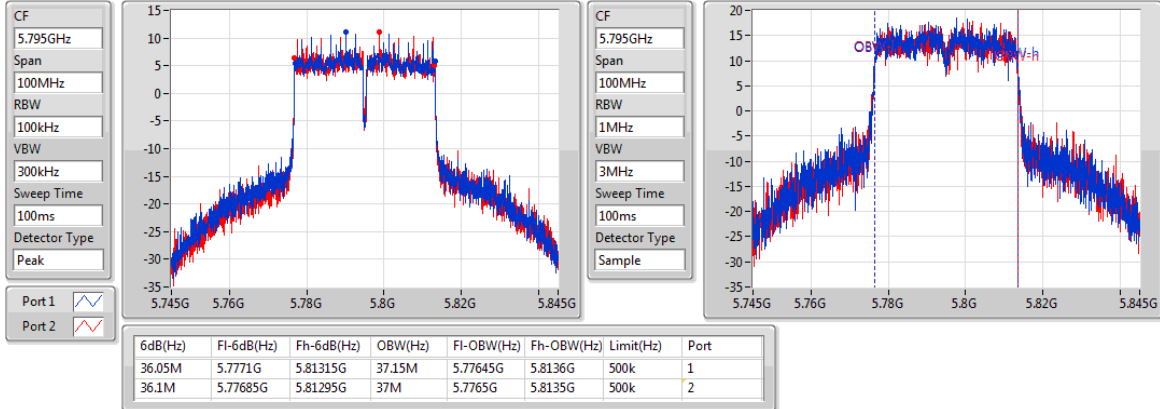 CF
5.795GHz
Span
100MHz
RBW
100kHz
VBW
300kHz
Sweep Time
100ms
Detector Type
Peak
Port 1
Port 2
15
10
5
0
-5
-10
-15
-20
-25
-30
-35
5.745G 5.76G 5.78G 5.8G 5.82G 5.845G
CF
5.795GHz
Span
100MHz
RBW
1MHz
VBW
3MHz
Sweep Time
100ms
Detector Type
Sample
20
15
10
5
0
-5
-10
-15
-20
-25
-30
-35
5.745G 5.76G 5.78G 5.8G 5.82G 5.845G
6dB(Hz) Fl-6dB(Hz) Fh-6dB(Hz) OBW(Hz) Fl-OBW(Hz) Fh-OBW(Hz) Limit(Hz) Port
36.05M 5.7771G 5.81315G 37.15M 5.77645G 5.8136G 500k 1
36.1M 5.77685G 5.81295G 37M 5.7765G 5.8135G 500k 2